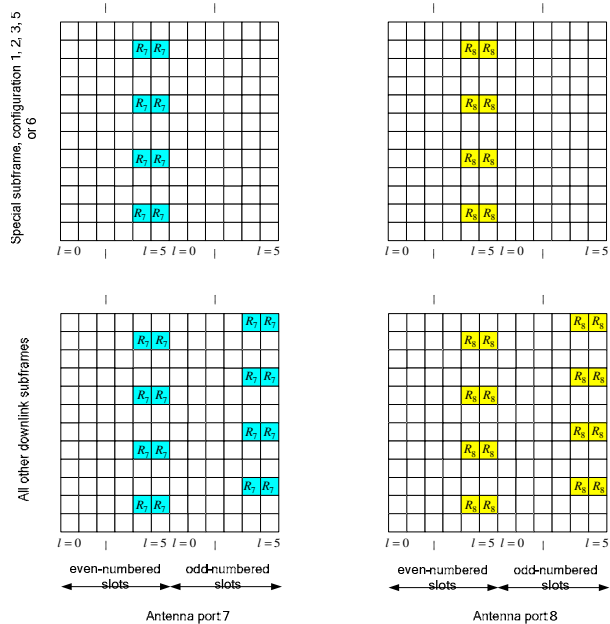 Special subframe, configuration 1, 2, 3, 5
or 6
R7 R7 R8 R8
R7 R7 R8 R8
R7 R7 R8 R8
R7 R7 R8 R8
l = 0 l = 5 l = 0 l = 5 l = 0 l = 5 l = 0 l = 5
All other downlink subframes
R7 R7 R8 R8
R7 R7 R8 R8
R7 R7 R8 R8
R7 R7 R8 R8
R7 R7 R8 R8
R7 R7 R8 R8
R7 R7 R8 R8
R7 R7 R8 R8
l = 0 l = 5 l = 0 l = 5 l = 0 l = 5 l = 0 l = 5
even-numbered slots odd-numbered slots even-numbered slots odd-numbered slots
Antenna port 7 Antenna port 8